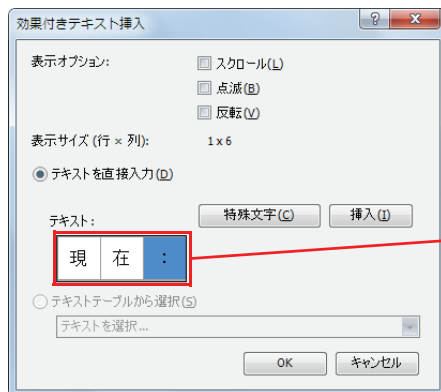 効果付きテキスト挿入
表示オプション:
スクロール(L)
点滅(B)
反転(V)
表示サイズ (行 × 列): 1 x 6
テキストを直接入力(D)
テキスト: 特殊文字(C) 挿入(I)
現 在 :
テキストテーブルから選択(S)
テキストを選択...
OK キャンセル